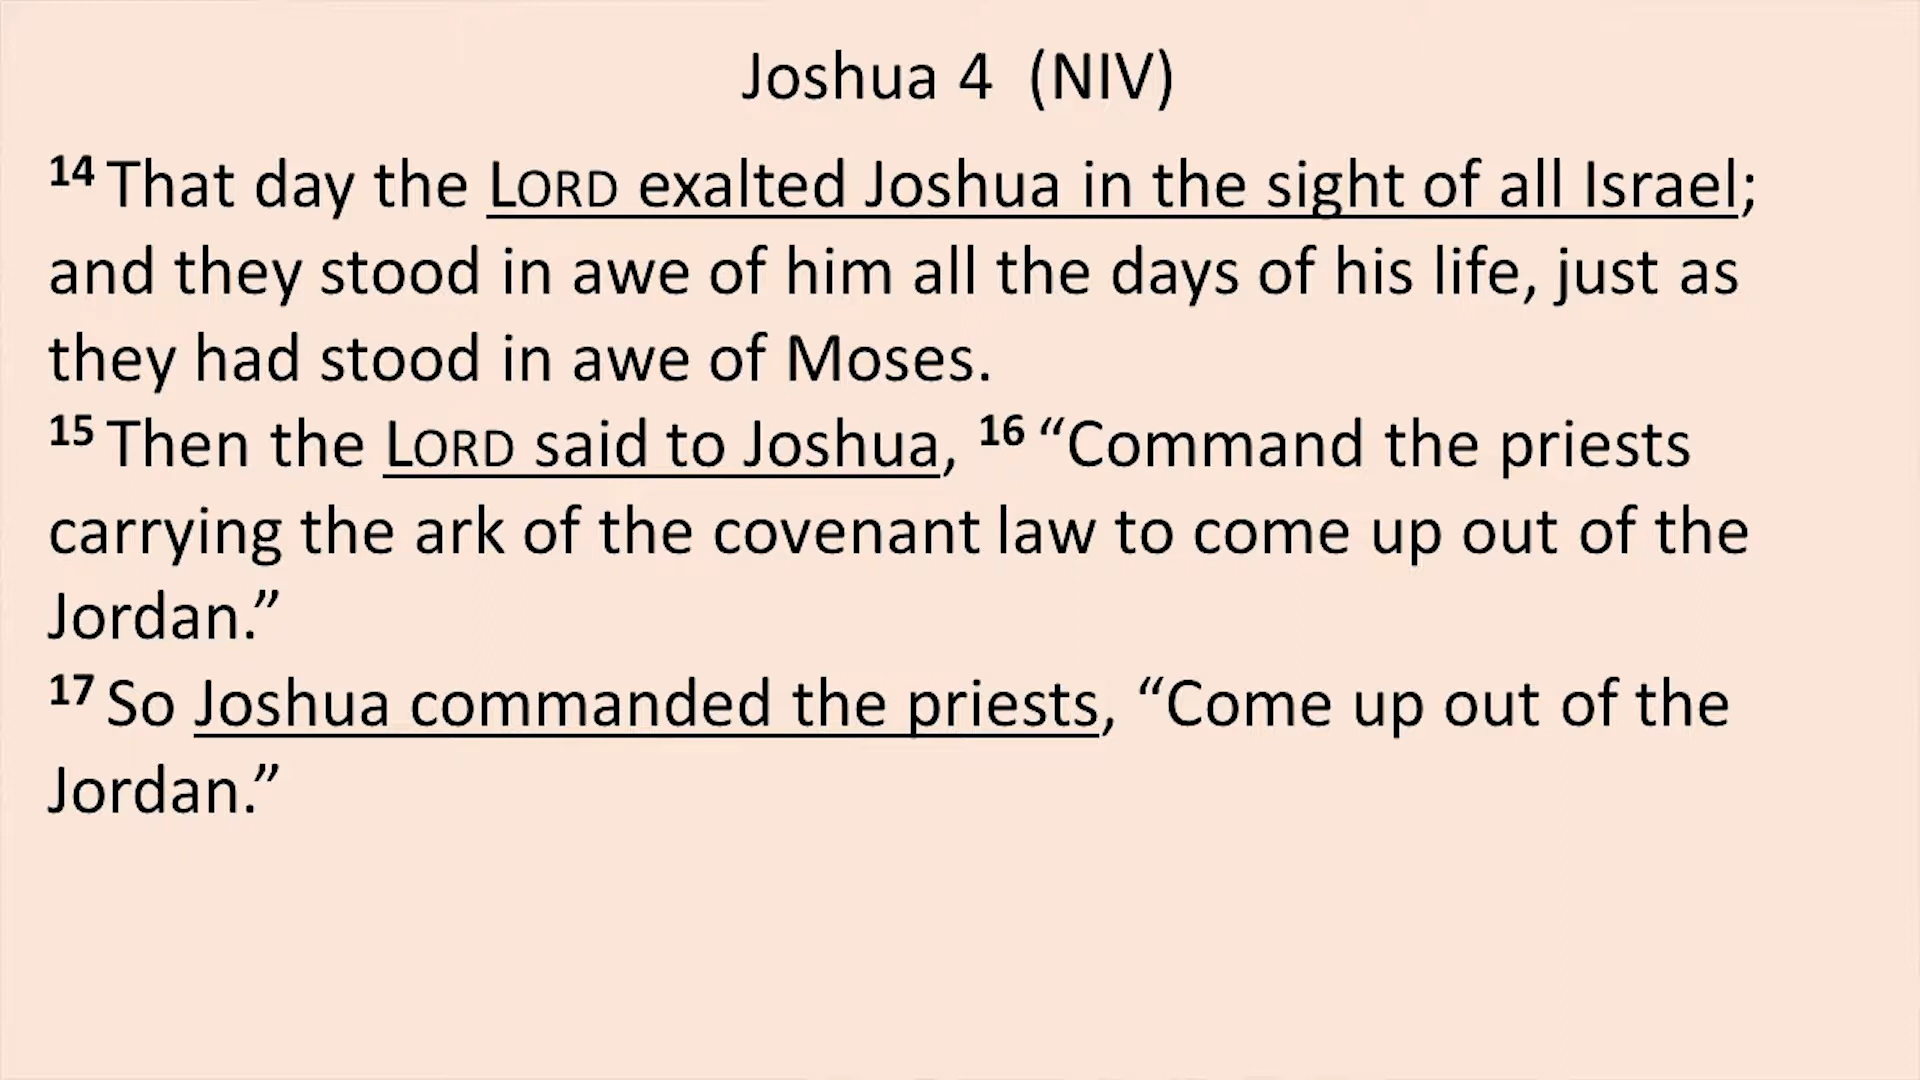 Joshua 4 (NIV)
14 That day the LORD exalted Joshua in the sight of all Israel;
and they stood in awe of him all the days of his life, just as
they had stood in awe of Moses.
15 Then the LORD said to Joshua, 16 “Command the priests
carrying the ark of the covenant law to come up out of the
Jordan.”
17 So Joshua commanded the priests, “Come up out of the
Jordan.”